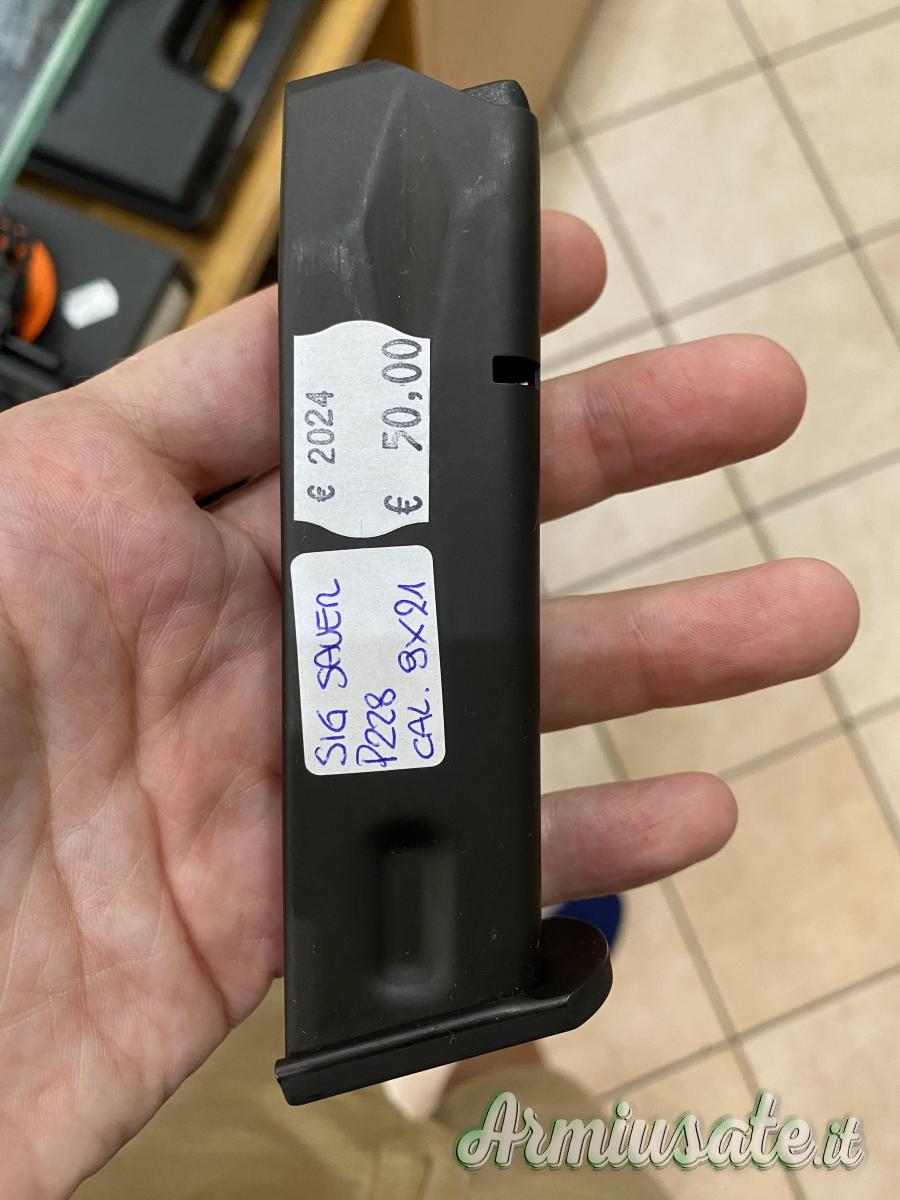 € 2024
€ 50,00
SIG SAUER
P228
CAL. 9X21
Armiusate.it